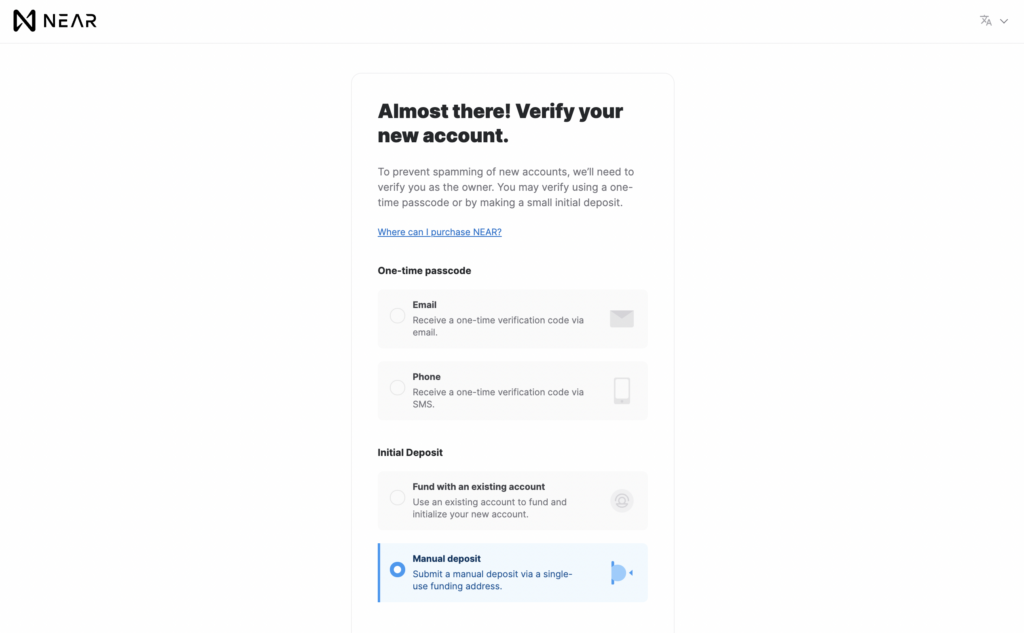 NEAR
Almost there! Verify your
new account.
To prevent spamming of new accounts, we'll need to
verify you as the owner. You may verify using a one-
time passcode or by making a small initial deposit.
Where can I purchase NEAR?
One-time passcode
Email
Receive a one-time verification code via
email.
Phone
Receive a one-time verification code via
SMS.
Initial Deposit
Fund with an existing account
Use an existing account to fund and
initialize your new account.
Manual deposit
Submit a manual deposit via a single-
use funding address.